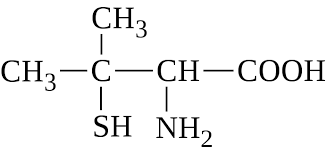 CH3
CH3 — C — CH — COOH
SH NH2